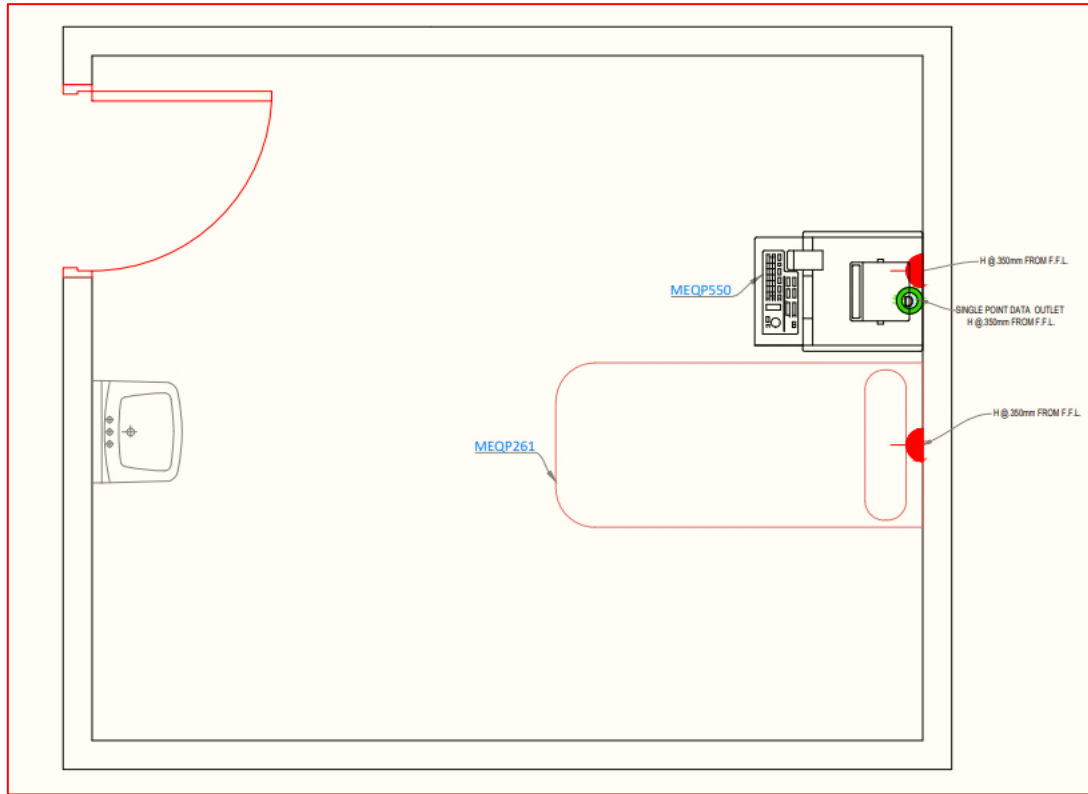 H @.350mm FROM F.F.L.
MEQP550
SINGLE POINT DATA OUTLET
H @.350mm FROM F.F.L.
H @.350mm FROM F.F.L.
MEQP261